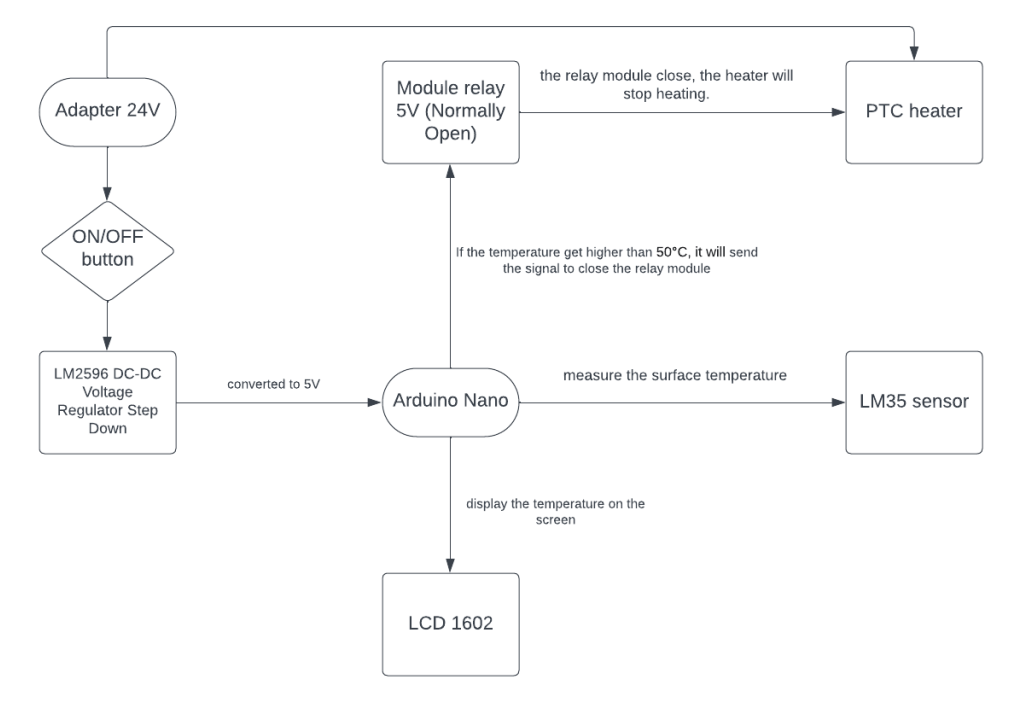 the relay module close, the heater will
stop heating.
Adapter 24V
Module relay
5V (Normally
Open)
PTC heater
ON/OFF
button
If the temperature get higher than 50°C, it will send
the signal to close the relay module
LM2596 DC-DC
Voltage
Regulator Step
Down
converted to 5V
Arduino Nano
measure the surface temperature
LM35 sensor
display the temperature on the
screen
LCD 1602